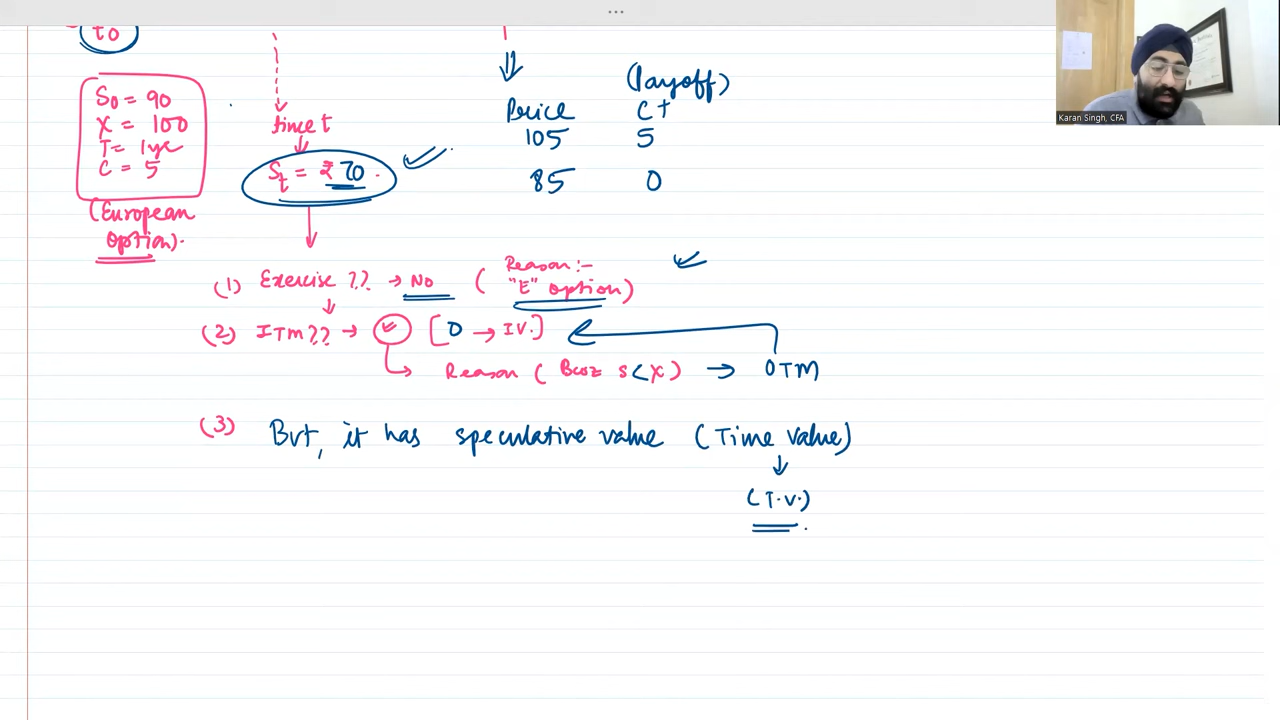 t0
S0 = 90
X = 100
T = 1yr
C = 5
(European
Option).
time t
St = ₹70.
(Payoff)
Price C+
105 5
85 0
(1) Exercise ?? → No ( Reason:-
"E" option)
(2) ITM?? → [0 → IV.]
Reason ( Bcoz S<X) → OTM
(3) But, it has speculative value (Time value)
(T.V.)
Karan Singh, CFA